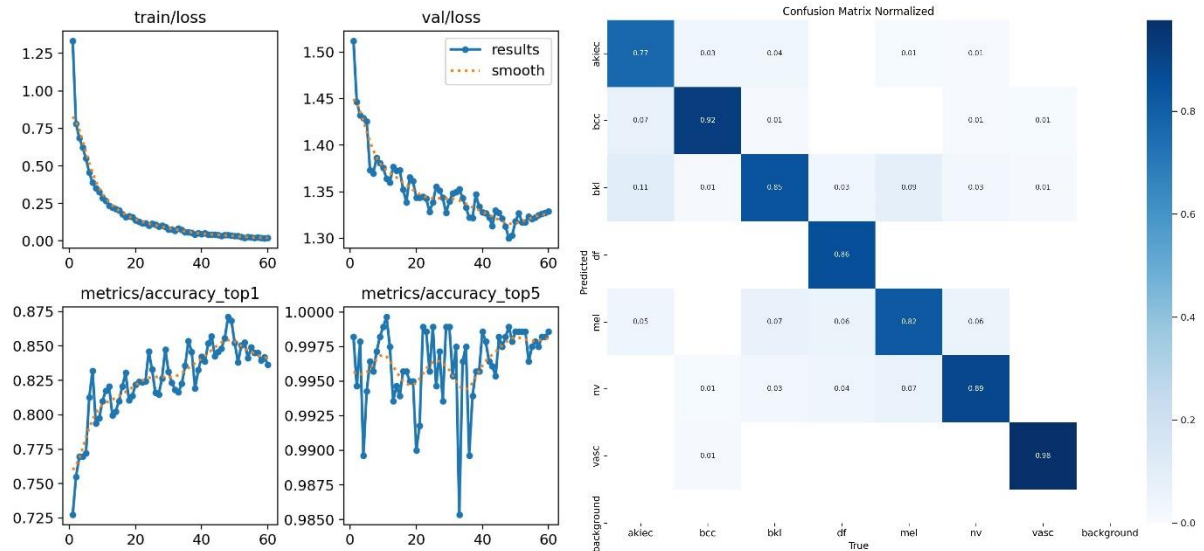 train/loss
1.25
1.00
0.75
0.50
0.25
0.00
0 20 40 60
val/loss
results
smooth
1.50
1.45
1.40
1.35
1.30
0 20 40 60
metrics/accuracy_top1
0.875
0.850
0.825
0.800
0.775
0.750
0.725
0 20 40 60
metrics/accuracy_top5
1.0000
0.9975
0.9950
0.9925
0.9900
0.9875
0.9850
0 20 40 60
Confusion Matrix Normalized
Predicted
akiec
0.77 0.03 0.04 0.01 0.01
bcc
0.07 0.92 0.01 0.01 0.01
bkl
0.11 0.01 0.85 0.03 0.09 0.03 0.01
df
0.86
mel
0.05 0.07 0.06 0.82 0.06
nv
0.01 0.03 0.04 0.07 0.89
vasc
0.01 0.98
background
akiec bcc bkl df mel nv vasc background
True
0.8
0.6
0.4
0.2
0.0